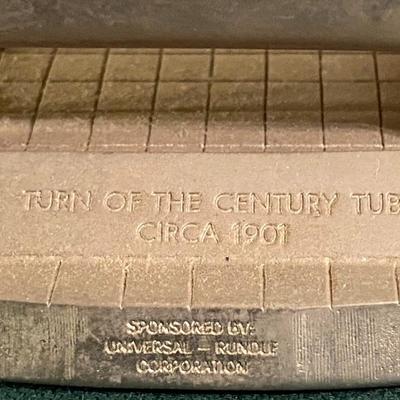 TURN OF THE CENTURY TUB
CIRCA 1901
SPONSORED BY:
UNIVERSAL - RUNDLE
CORPORATION